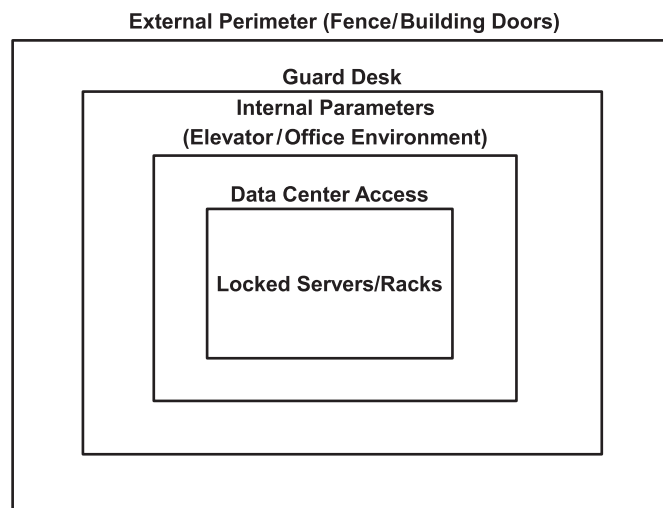 External Perimeter (Fence/Building Doors)
Guard Desk
Internal Parameters
(Elevator/Office Environment)
Data Center Access
Locked Servers/Racks